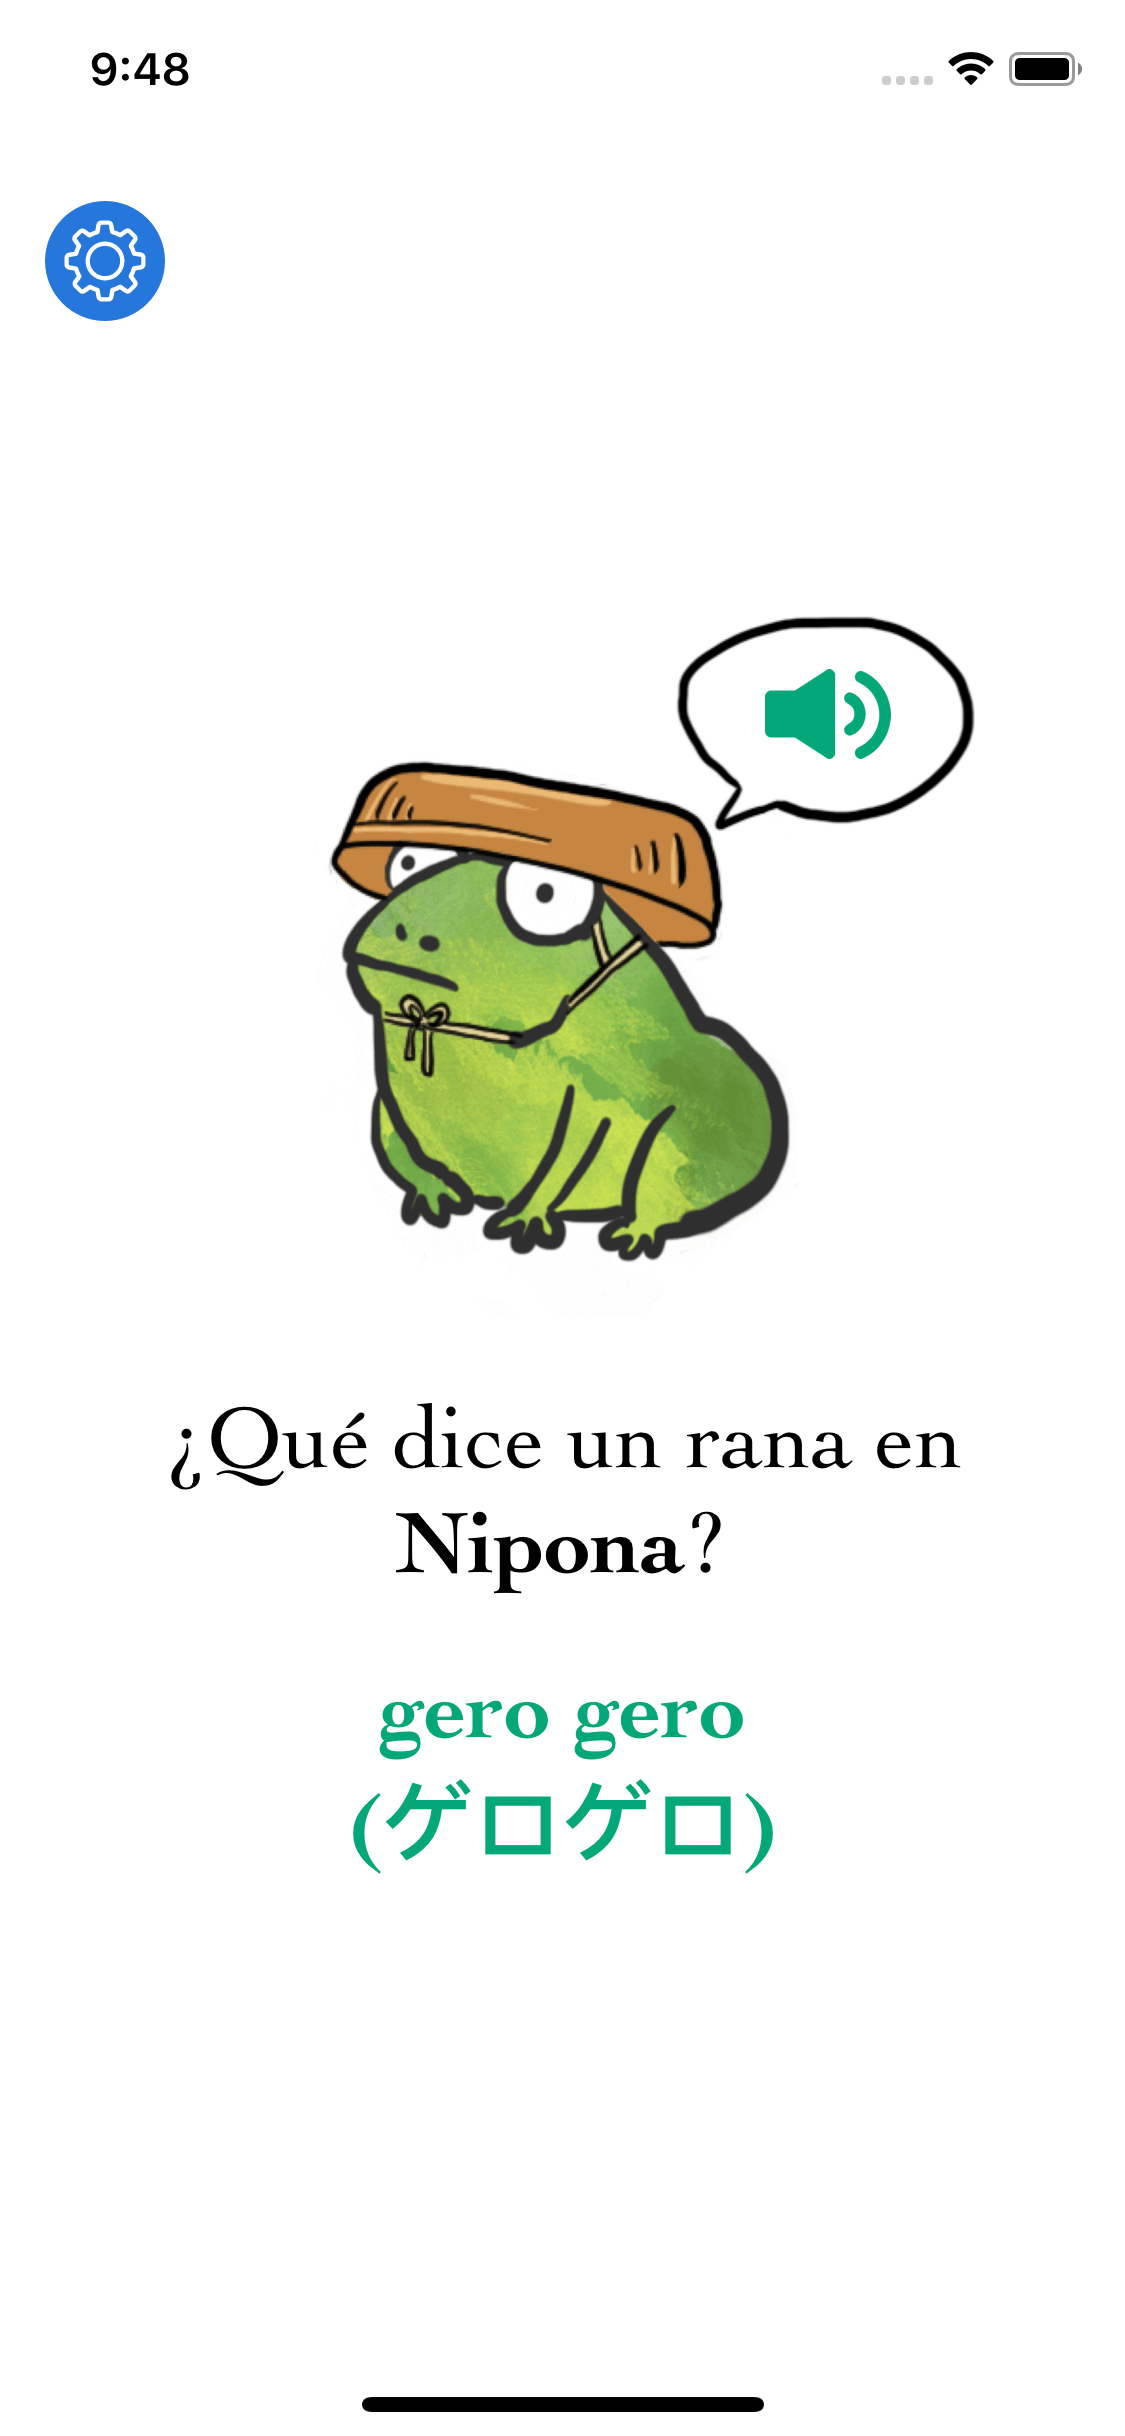 9:48
¿Qué dice un rana en
Nipona?
gero gero
(ゲロゲロ)